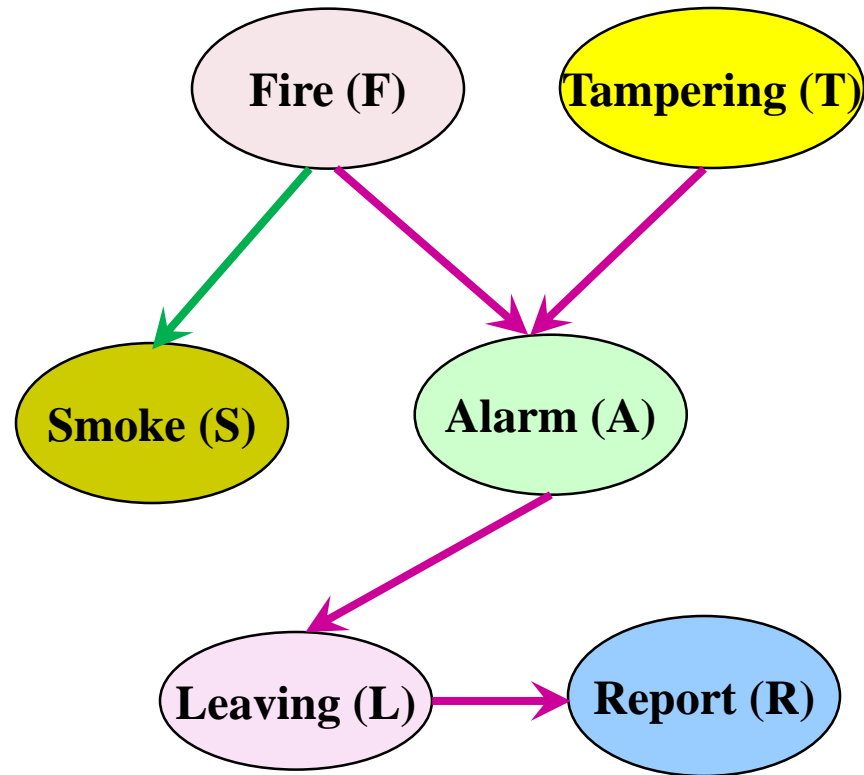 Fire (F)
Tampering (T)
Smoke (S)
Alarm (A)
Leaving (L)
Report (R)